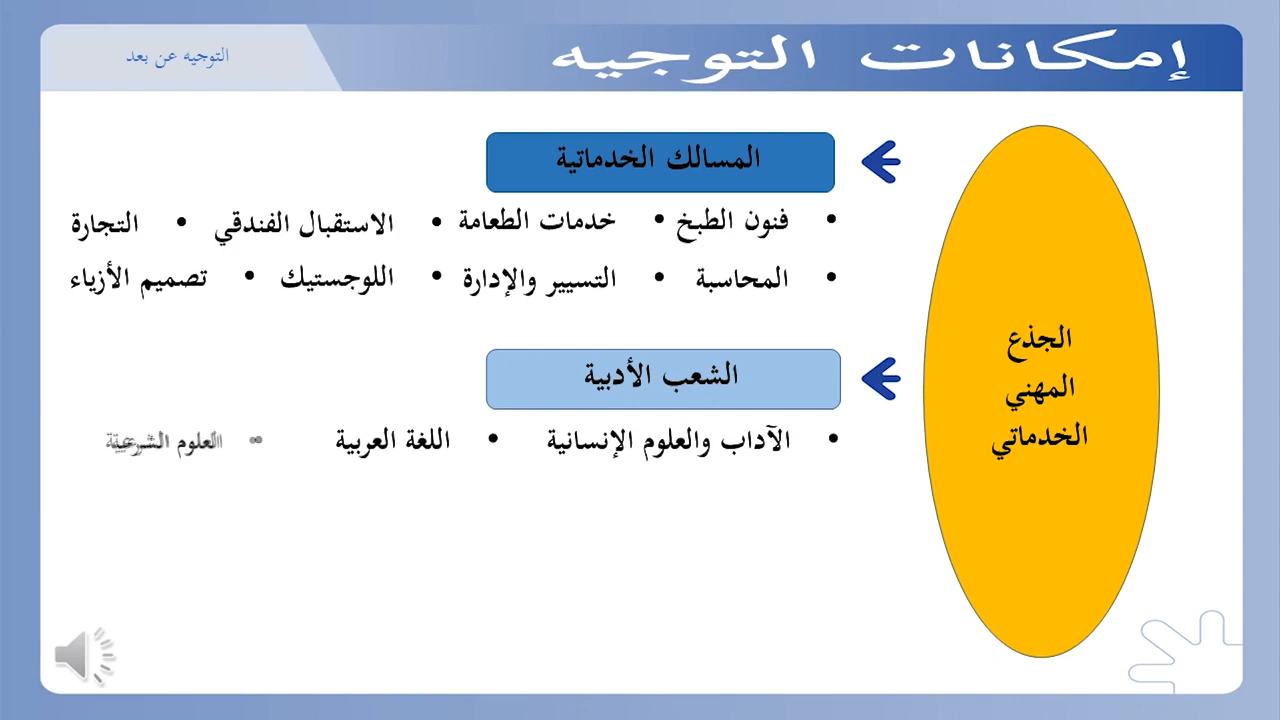 إمكانات التوجيه
التوجيه عن بعد
المسالك الخدماتية
• فنون الطبخ • خدمات الطعامة • الاستقبال الفندقي • التجارة
• المحاسبة • التسيير والإدارة • اللوجستيك • تصميم الأزياء
الشعب الأدبية
• الآداب والعلوم الإنسانية • اللغة العربية • العلوم الشرعية
الجذع
المهني
الخدماتي